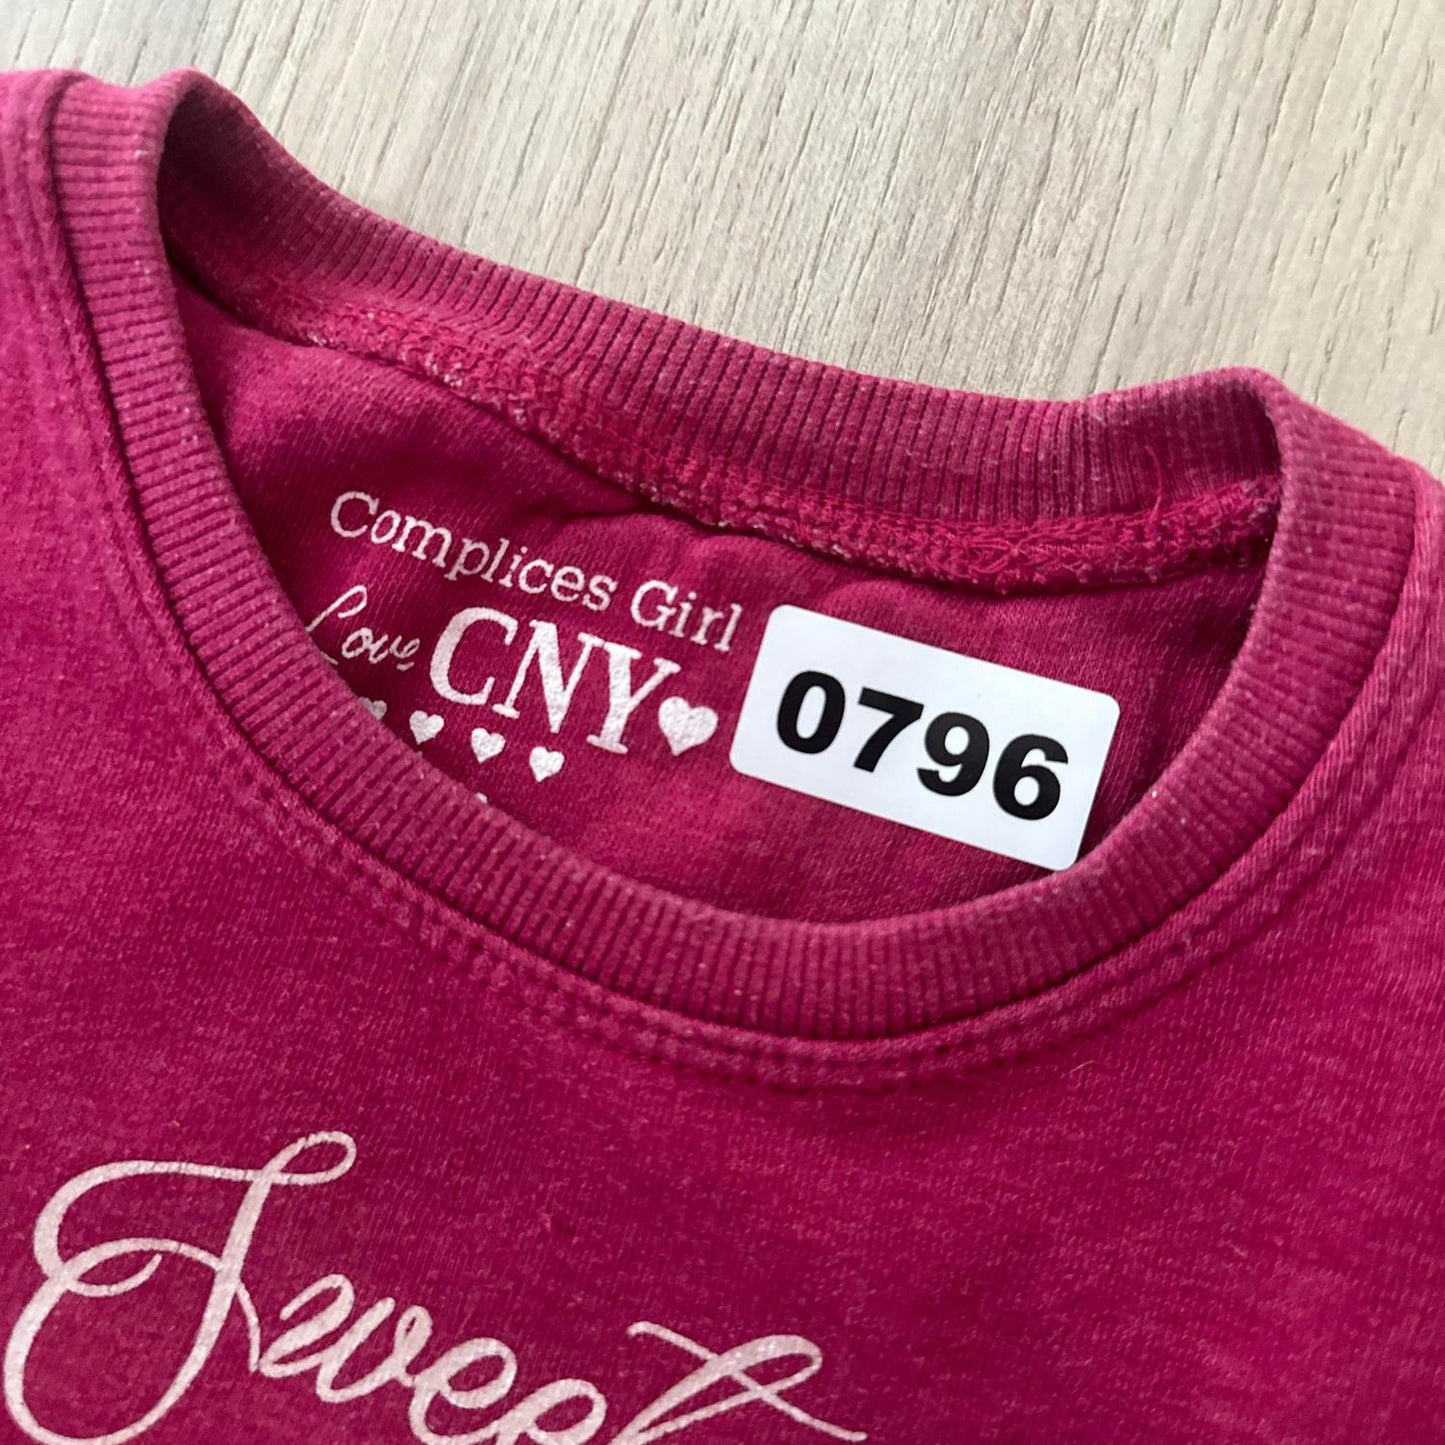 Complices Girl
Love, CNY
0796
Sweet